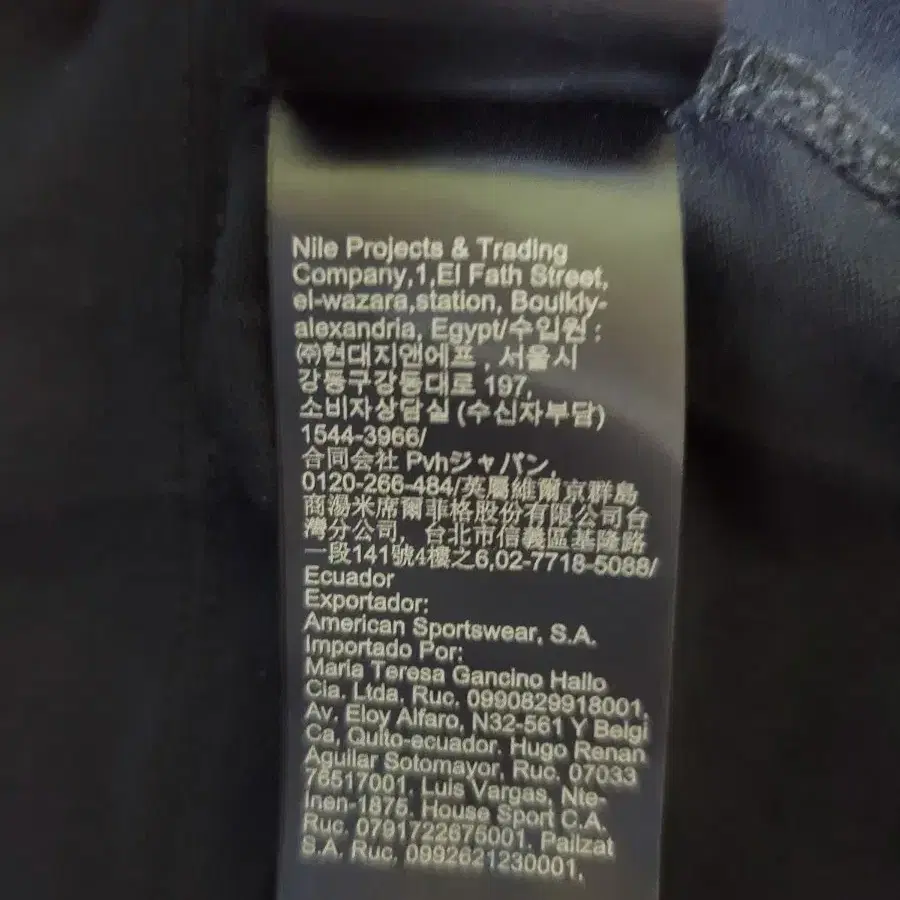 Nile Projects & Trading
Company,1,El Fath Street,
el-wazara,station, Boulkly-
alexandria, Egypt/수입원 :
㈜현대지앤에프 , 서울시
강동구강동대로 197,
소비자상담실 (수신자부담)
1544-3966/
合同会社 Pvhジャパン,
0120-266-484/英屬維爾京群島
商湯米席爾菲格股份有限公司台
灣分公司, 台北市信義區基隆路
一段141號4樓之6,02-7718-5088/
Ecuador
Exportador:
American Sportswear, S.A.
Importado Por:
Maria Teresa Gancino Hallo
Cia. Ltda, Ruc. 0990829918001,
Av. Eloy Alfaro, N32-561 Y Belgi
Ca, Quito-ecuador. Hugo Renan
Aguilar Sotomayor, Ruc. 07033
76517001. Luis Vargas, Nte-
Inen-1875. House Sport C.A.
Ruc. 0791722675001. Pailzat
S.A. Ruc. 0992621230001.